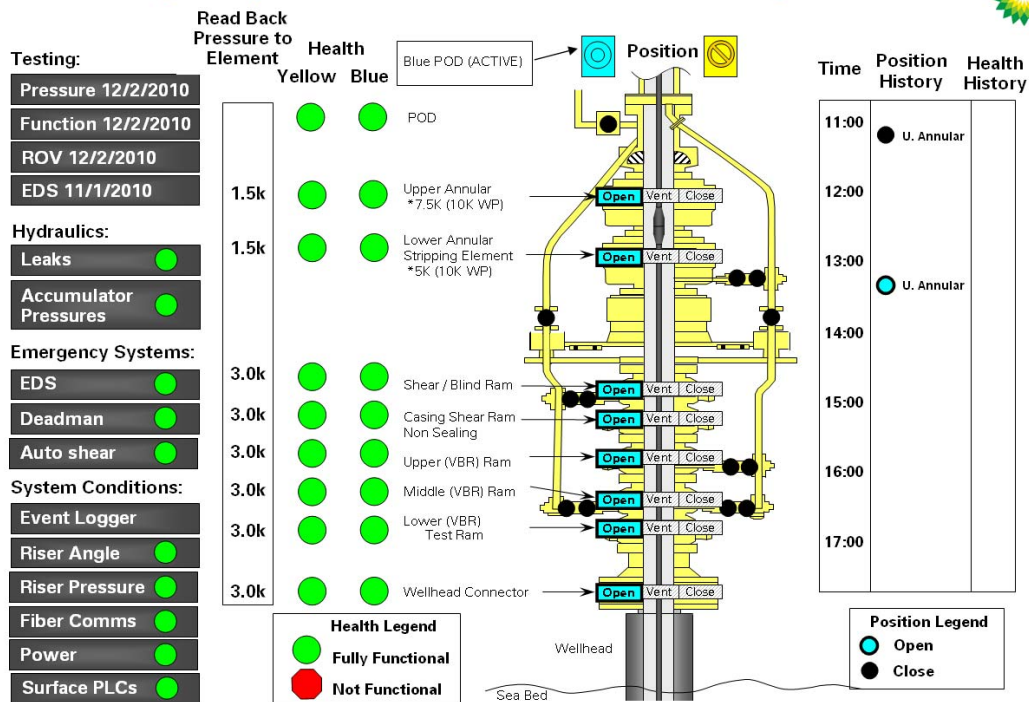 Testing:
Pressure 12/2/2010
Function 12/2/2010
ROV 12/2/2010
EDS 11/1/2010
Hydraulics:
Leaks
Accumulator
Pressures
Emergency Systems:
EDS
Deadman
Auto shear
System Conditions:
Event Logger
Riser Angle
Riser Pressure
Fiber Comms
Power
Surface PLCs
Read Back
Pressure to
Element
1.5k
1.5k
3.0k
3.0k
3.0k
3.0k
3.0k
3.0k
Health
Yellow Blue
Blue POD (ACTIVE)
Position
POD
Upper Annular
*7.5K (10K WP)
Open Vent Close
Lower Annular
Stripping Element
*5K (10K WP)
Open Vent Close
Shear / Blind Ram
Open Vent Close
Casing Shear Ram
Non Sealing
Open Vent Close
Upper (VBR) Ram
Open Vent Close
Middle (VBR) Ram
Open Vent Close
Lower (VBR)
Test Ram
Open Vent Close
Wellhead Connector
Open Vent Close
Wellhead
Sea Bed
Health Legend
Fully Functional
Not Functional
Time
Position
History
Health
History
11:00
U. Annular
12:00
13:00
U. Annular
14:00
15:00
16:00
17:00
Position Legend
Open
Close